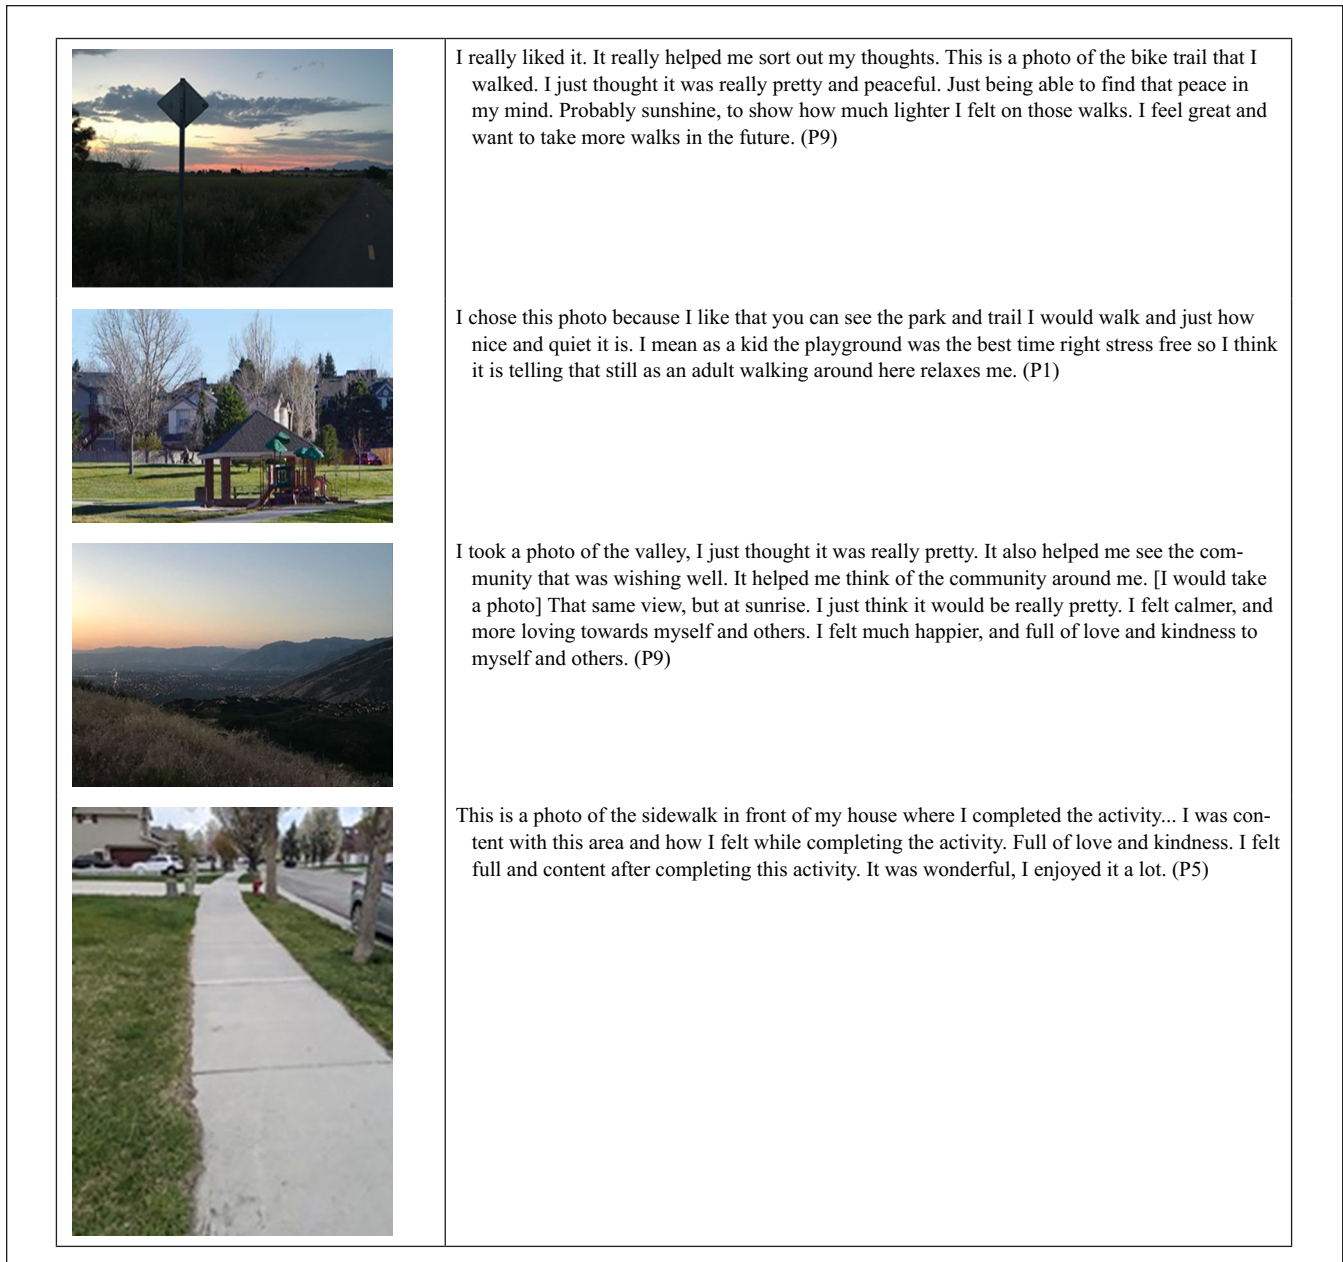 I really liked it. It really helped me sort out my thoughts. This is a photo of the bike trail that I
walked. I just thought it was really pretty and peaceful. Just being able to find that peace in
my mind. Probably sunshine, to show how much lighter I felt on those walks. I feel great and
want to take more walks in the future. (P9)
I chose this photo because I like that you can see the park and trail I would walk and just how
nice and quiet it is. I mean as a kid the playground was the best time right stress free so I think
it is telling that still as an adult walking around here relaxes me. (P1)
I took a photo of the valley, I just thought it was really pretty. It also helped me see the com-
munity that was wishing well. It helped me think of the community around me. [I would take
a photo] That same view, but at sunrise. I just think it would be really pretty. I felt calmer, and
more loving towards myself and others. I felt much happier, and full of love and kindness to
myself and others. (P9)
This is a photo of the sidewalk in front of my house where I completed the activity... I was con-
tent with this area and how I felt while completing the activity. Full of love and kindness. I felt
full and content after completing this activity. It was wonderful, I enjoyed it a lot. (P5)